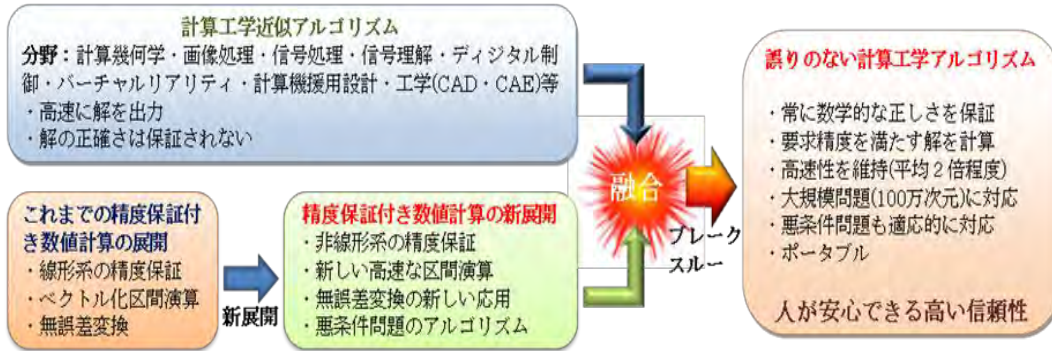 計算工学近似アルゴリズム
分野：計算幾何学・画像処理・信号処理・信号理解・ディジタル制
御・バーチャルリアリティ・計算機援用設計・工学(CAD・CAE)等
・高速に解を出力
・解の正確さは保証されない
これまでの精度保証付
き数値計算の展開
・線形系の精度保証
・ベクトル化区間演算
・無誤差変換
新展開
精度保証付き数値計算の新展開
・非線形系の精度保証
・新しい高速な区間演算
・無誤差変換の新しい応用
・悪条件問題のアルゴリズム
融合
ブレーク
スルー
誤りのない計算工学アルゴリズム
・常に数学的な正しさを保証
・要求精度を満たす解を計算
・高速性を維持(平均２倍程度)
・大規模問題(100万次元)に対応
・悪条件問題も適応的に対応
・ポータブル
人が安心できる高い信頼性